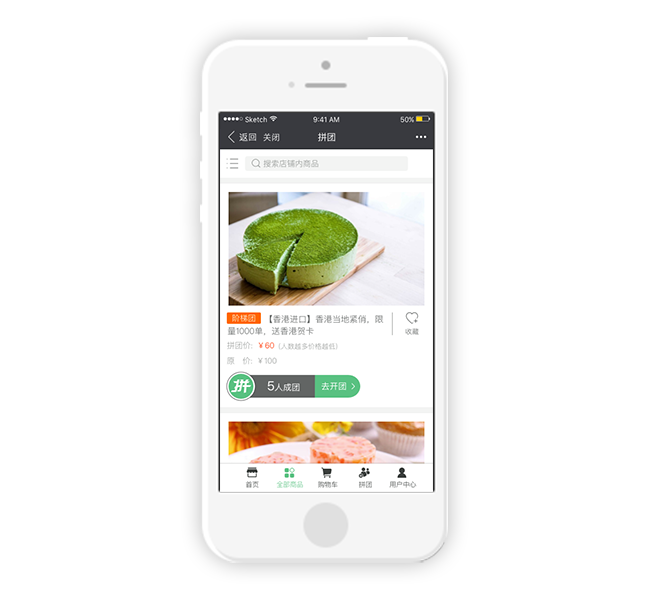 Sketch 9:41 AM 50%
返回 关闭 拼团
搜索店铺内商品
阶梯团 【香港进口】香港当地紧俏，限
量1000单，送香港贺卡
收藏
拼团价: ¥60 (人数越多价格越低)
原 价: ¥100
拼 5人成团 去开团
首页 全部商品 购物车 拼团 用户中心